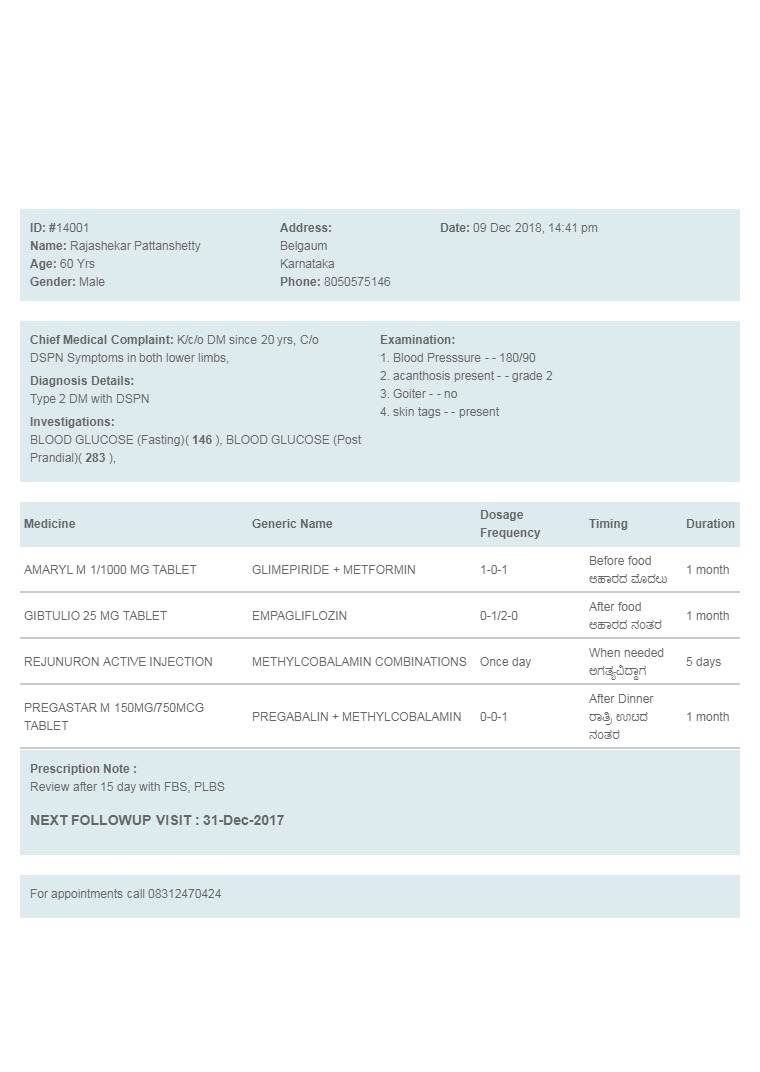 ID: #14001
Name: Rajashekar Pattanshetty
Age: 60 Yrs
Gender: Male
Address:
Belgaum
Karnataka
Phone: 8050575146
Date: 09 Dec 2018, 14:41 pm
Chief Medical Complaint: K/c/o DM since 20 yrs, C/o
DSPN Symptoms in both lower limbs,
Diagnosis Details:
Type 2 DM with DSPN
Investigations:
BLOOD GLUCOSE (Fasting)( 146 ), BLOOD GLUCOSE (Post
Prandial)( 283 ),
Examination:
1. Blood Presssure - - 180/90
2. acanthosis present - - grade 2
3. Goiter - - no
4. skin tags - - present
Medicine Generic Name Dosage Frequency Timing Duration
AMARYL M 1/1000 MG TABLET GLIMEPIRIDE + METFORMIN 1-0-1 Before food 1 month
ಆಹಾರದ ಮೊದಲು
GIBTULIO 25 MG TABLET EMPAGLIFLOZIN 0-1/2-0 After food 1 month
ಆಹಾರದ ನಂತರ
REJUNURON ACTIVE INJECTION METHYLCOBALAMIN COMBINATIONS Once day When needed 5 days
ಅಗತ್ಯವಿದ್ದಾಗ
PREGASTAR M 150MG/750MCG
TABLET PREGABALIN + METHYLCOBALAMIN 0-0-1 After Dinner 1 month
ರಾತ್ರಿ ಊಟದ
ನಂತರ
Prescription Note :
Review after 15 day with FBS, PLBS
NEXT FOLLOWUP VISIT : 31-Dec-2017
For appointments call 08312470424